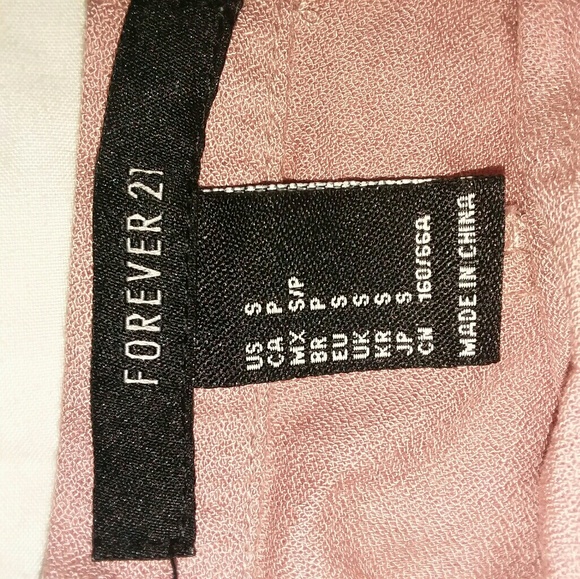 FOREVER 21
US S
CA P
MX S/P
BR P
EU S
UK S
KR S
JP S
CN 160/66A
MADE IN CHINA